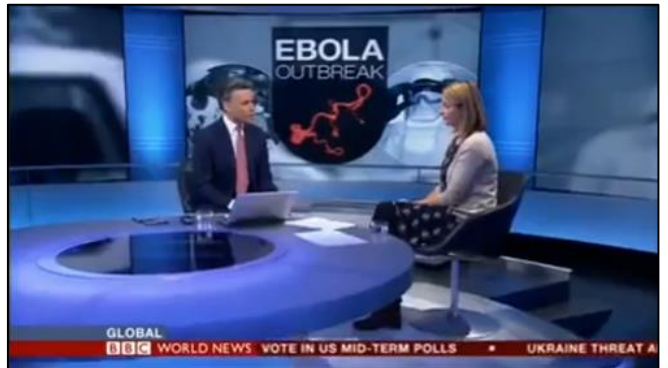 EBOLA
OUTBREAK
GLOBAL
BBC WORLD NEWS VOTE IN US MID-TERM POLLS ▪ UKRAINE THREAT A